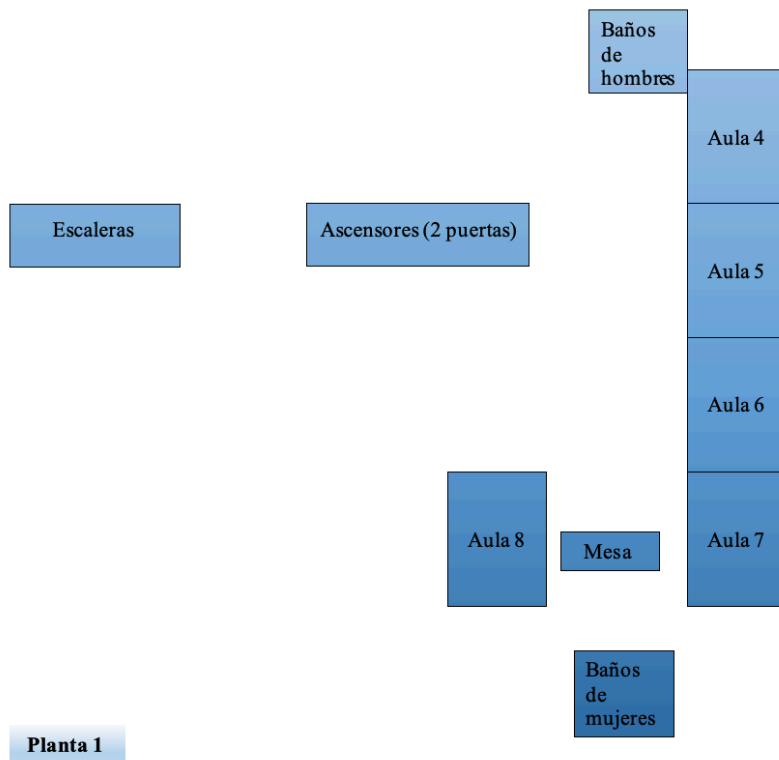 Baños
de
hombres
Aula 4
Escaleras
Ascensores (2 puertas)
Aula 5
Aula 6
Aula 8
Mesa
Aula 7
Baños
de
mujeres
Planta 1